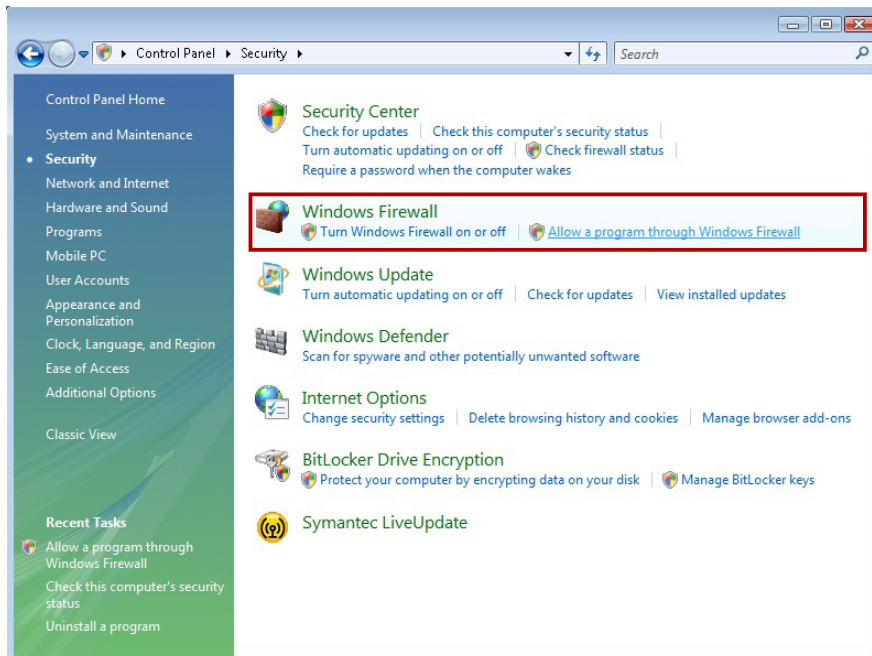 Control Panel Security
Search
Control Panel Home
System and Maintenance
Security
Network and Internet
Hardware and Sound
Programs
Mobile PC
User Accounts
Appearance and
Personalization
Clock, Language, and Region
Ease of Access
Additional Options
Classic View
Recent Tasks
Allow a program through
Windows Firewall
Check this computer's security
status
Uninstall a program
Security Center
Check for updates Check this computer's security status
Turn automatic updating on or off Check firewall status
Require a password when the computer wakes
Windows Firewall
Turn Windows Firewall on or off Allow a program through Windows Firewall
Windows Update
Turn automatic updating on or off Check for updates View installed updates
Windows Defender
Scan for spyware and other potentially unwanted software
Internet Options
Change security settings Delete browsing history and cookies Manage browser add-ons
BitLocker Drive Encryption
Protect your computer by encrypting data on your disk Manage BitLocker keys
Symantec LiveUpdate